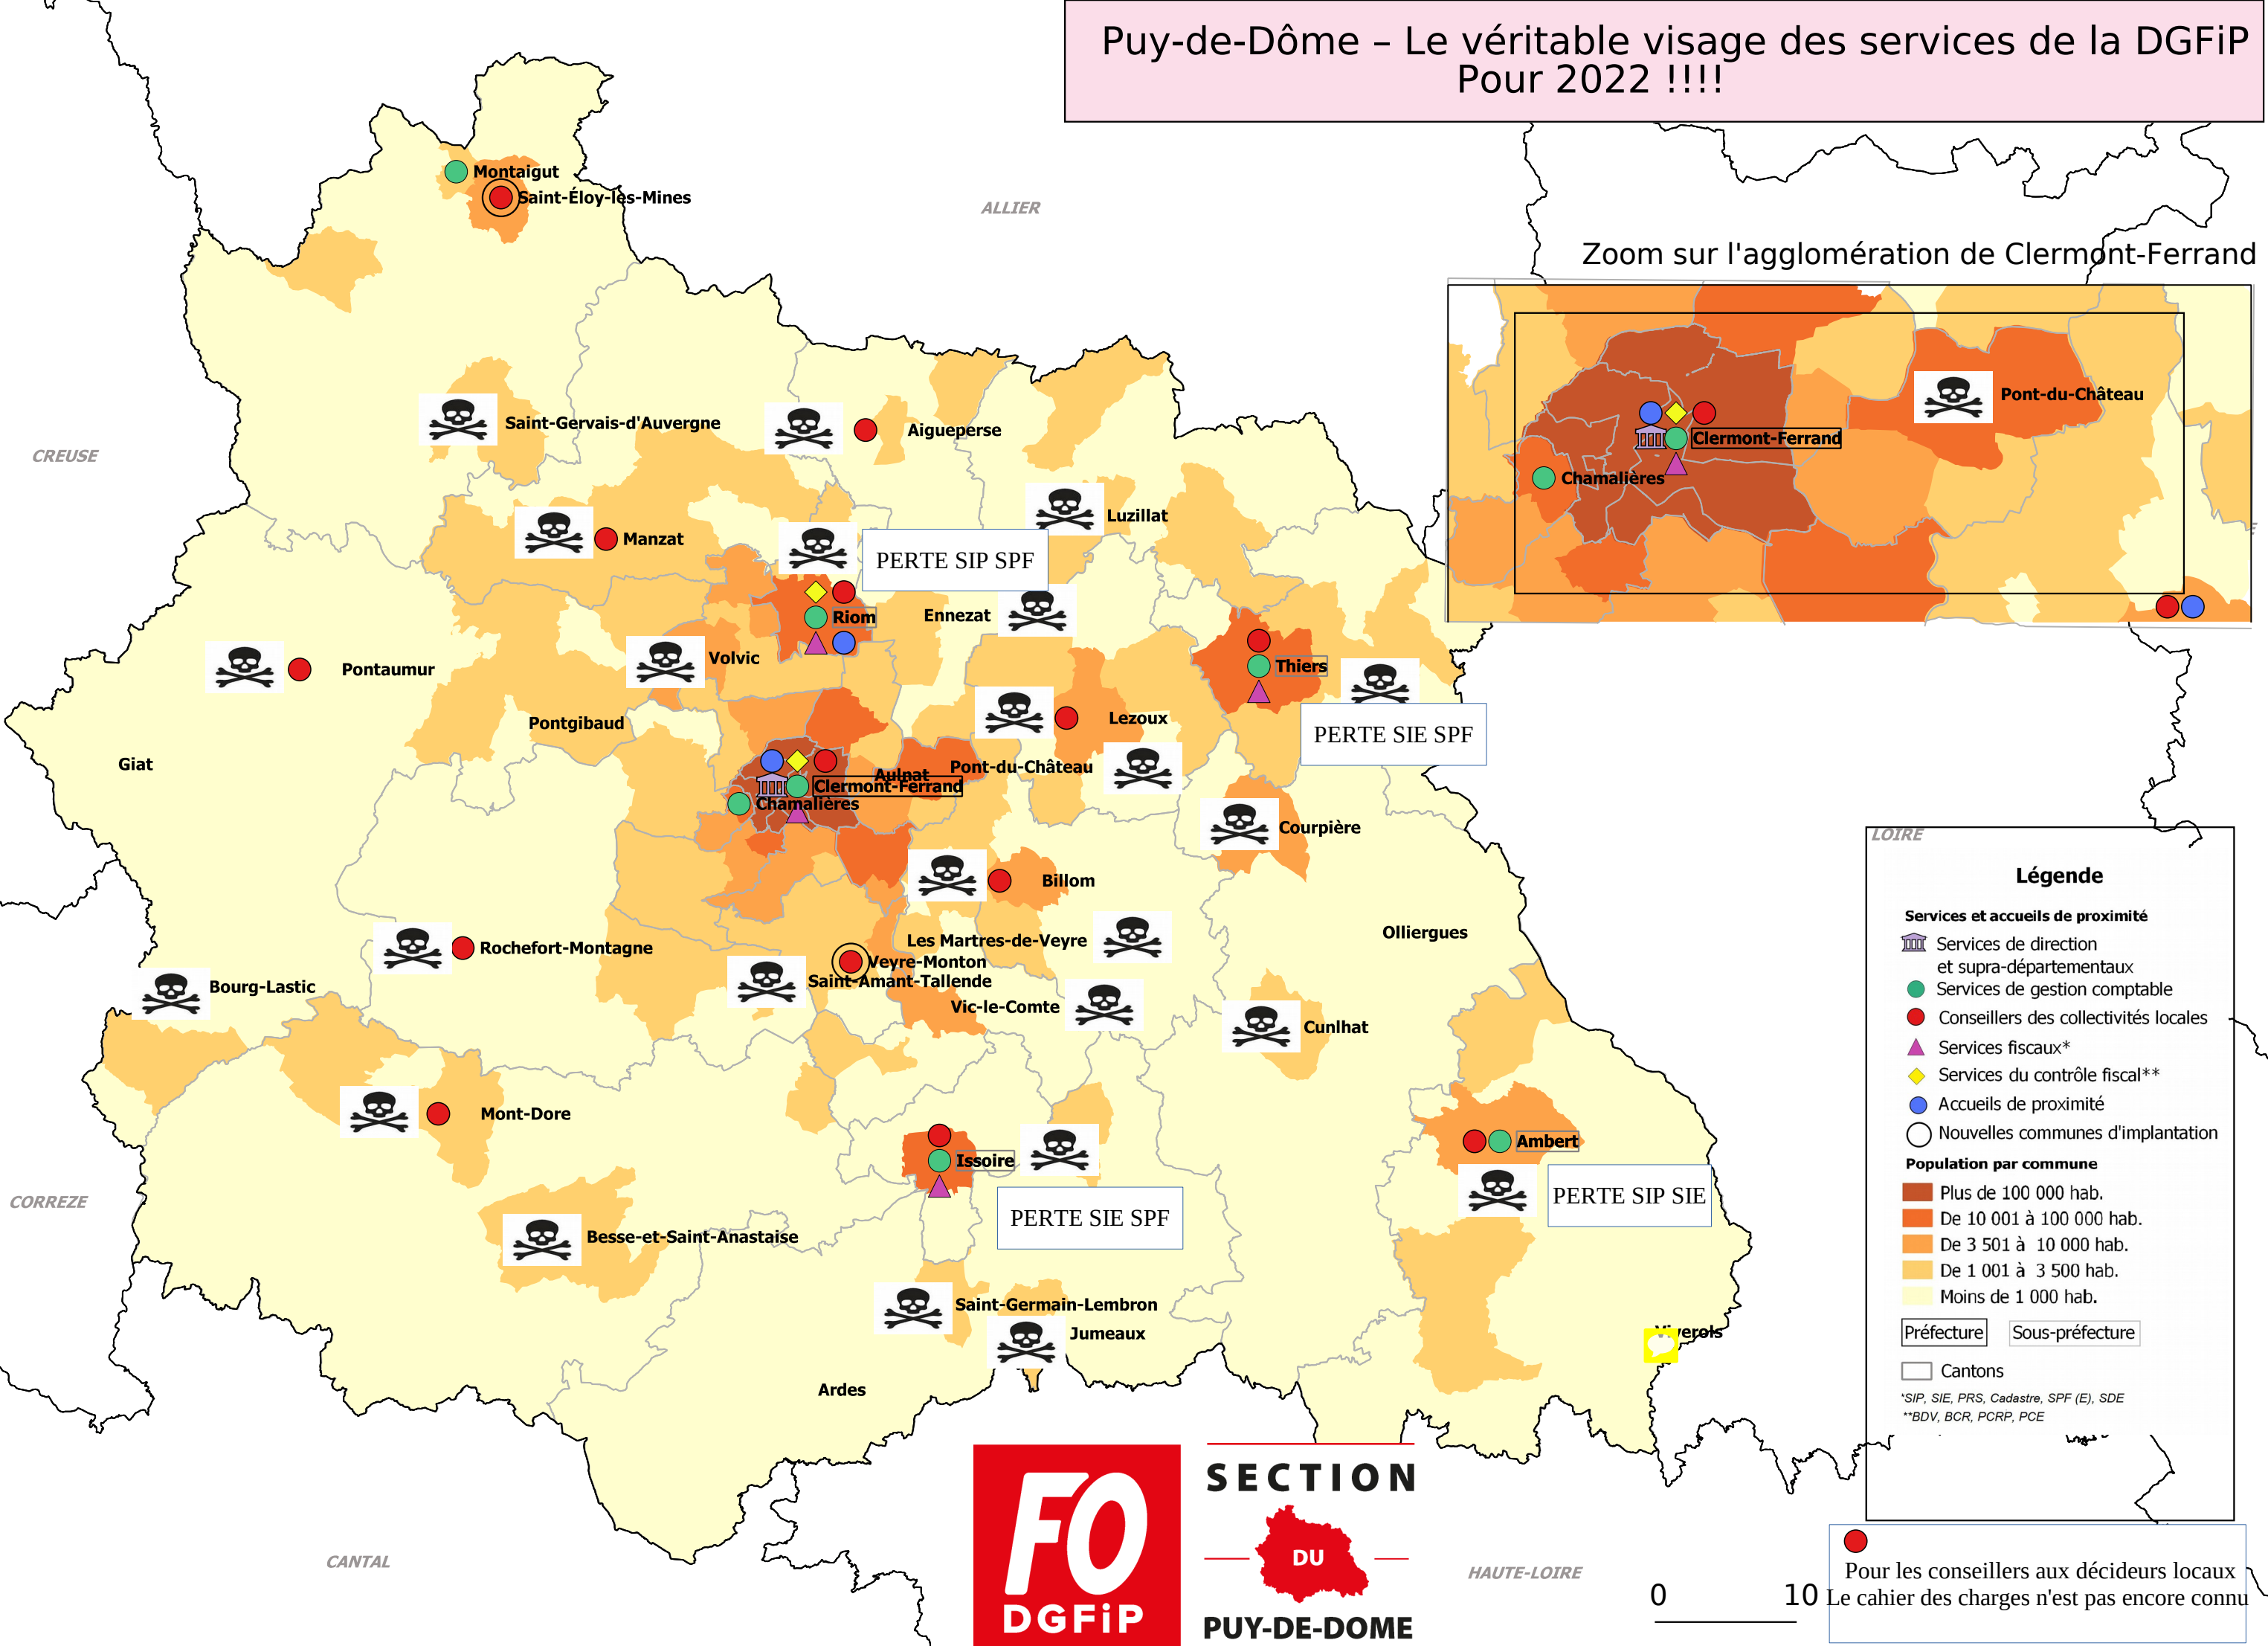 Puy-de-Dôme – Le véritable visage des services de la DGFiP
Pour 2022 !!!!
Montaigut
Saint-Éloy-les-Mines
ALLIER
Zoom sur l'agglomération de Clermont-Ferrand
Pont-du-Château
Clermont-Ferrand
Chamalières
Saint-Gervais-d'Auvergne
Aigueperse
CREUSE
Luzillat
Manzat
PERTE SIP SPF
Riom
Ennezat
Volvic
Pontaumur
Thiers
Pontgibaud
Lezoux
PERTE SIE SPF
Giat
Aulnat
Pont-du-Château
Clermont-Ferrand
Chamalières
Courpière
Billom
Olliergues
Les Martres-de-Veyre
Rochefort-Montagne
Veyre-Monton
Saint-Amant-Tallende
Bourg-Lastic
Vic-le-Comte
Cunlhat
Mont-Dore
Ambert
Issoire
PERTE SIP SIE
CORREZE
PERTE SIE SPF
Besse-et-Saint-Anastaise
Saint-Germain-Lembron
Jumeaux
Viverols
Ardes
CANTAL
HAUTE-LOIRE
LOIRE
Légende
Services et accueils de proximité
Services de direction
et supra-départementaux
Services de gestion comptable
Conseillers des collectivités locales
Services fiscaux*
Services du contrôle fiscal**
Accueils de proximité
Nouvelles communes d'implantation
Population par commune
Plus de 100 000 hab.
De 10 001 à 100 000 hab.
De 3 501 à 10 000 hab.
De 1 001 à 3 500 hab.
Moins de 1 000 hab.
Préfecture
Sous-préfecture
Cantons
*SIP, SIE, PRS, Cadastre, SPF (E), SDE
**BDV, BCR, PCRP, PCE
FO
DGFiP
SECTION
DU
PUY-DE-DOME
0 10
Pour les conseillers aux décideurs locaux
Le cahier des charges n'est pas encore connu